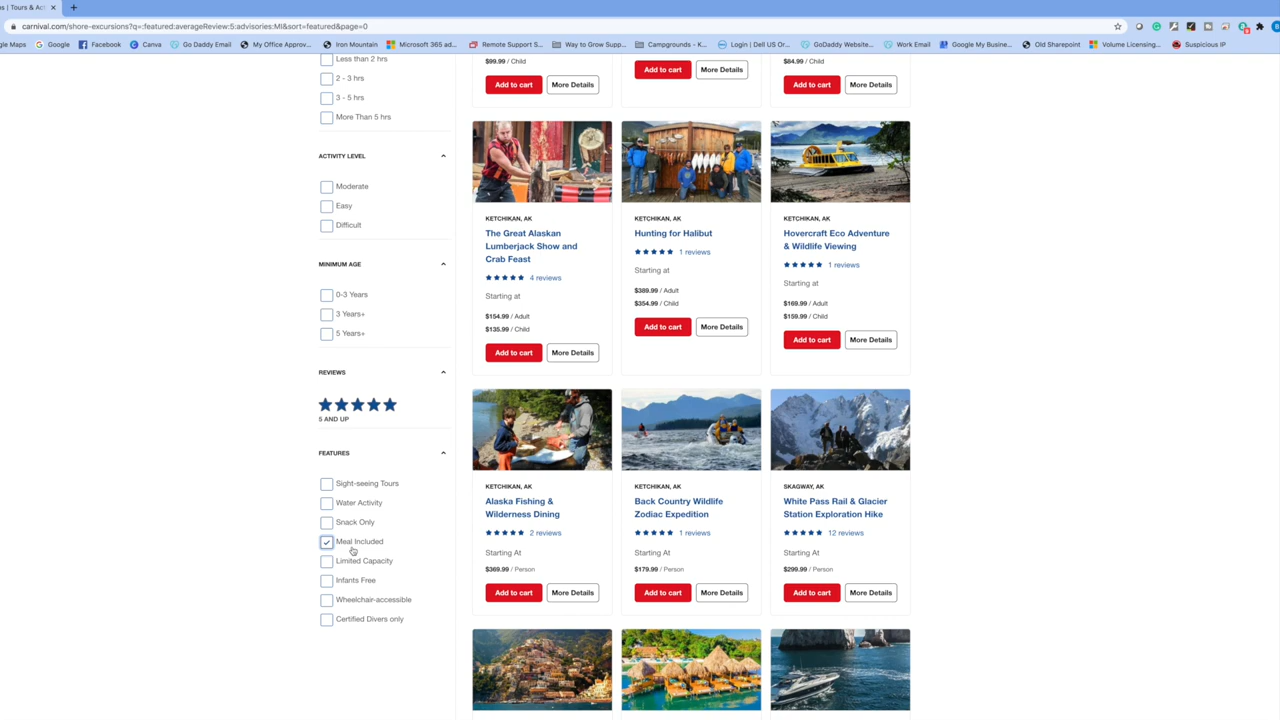 s | Tours & Ac
carnival.com/shore-excursions?q=:featured:averageReview:5:advisories:MI&sort=featured&page=0
gle Maps
Google
Facebook
Canva
Go Daddy Email
My Office Approv...
Iron Mountain
Microsoft 365 ad...
Remote Support S...
Way to Grow Supp...
Campgrounds - K...
Login | Dell US Or...
GoDaddy Website...
Work Email
Google My Busine...
Old Sharepoint
Volume Licensing...
Suspicious IP
Less than 2 hrs
2 - 3 hrs
3 - 5 hrs
More Than 5 hrs
ACTIVITY LEVEL
Moderate
Easy
Difficult
MINIMUM AGE
0-3 Years
3 Years+
5 Years+
REVIEWS
5 AND UP
FEATURES
Sight-seeing Tours
Water Activity
Snack Only
Meal Included
Limited Capacity
Infants Free
Wheelchair-accessible
Certified Divers only
$99.99 / Child
Add to cart
More Details
Add to cart
More Details
$84.99 / Child
Add to cart
More Details
KETCHIKAN, AK
The Great Alaskan
Lumberjack Show and
Crab Feast
4 reviews
Starting at
$154.99 / Adult
$135.99 / Child
Add to cart
More Details
KETCHIKAN, AK
Hunting for Halibut
1 reviews
Starting at
$389.99 / Adult
$354.99 / Child
Add to cart
More Details
KETCHIKAN, AK
Hovercraft Eco Adventure
& Wildlife Viewing
1 reviews
Starting at
$169.99 / Adult
$159.99 / Child
Add to cart
More Details
KETCHIKAN, AK
Alaska Fishing &
Wilderness Dining
2 reviews
Starting At
$369.99 / Person
Add to cart
More Details
KETCHIKAN, AK
Back Country Wildlife
Zodiac Expedition
1 reviews
Starting At
$179.99 / Person
Add to cart
More Details
SKAGWAY, AK
White Pass Rail & Glacier
Station Exploration Hike
12 reviews
Starting At
$299.99 / Person
Add to cart
More Details